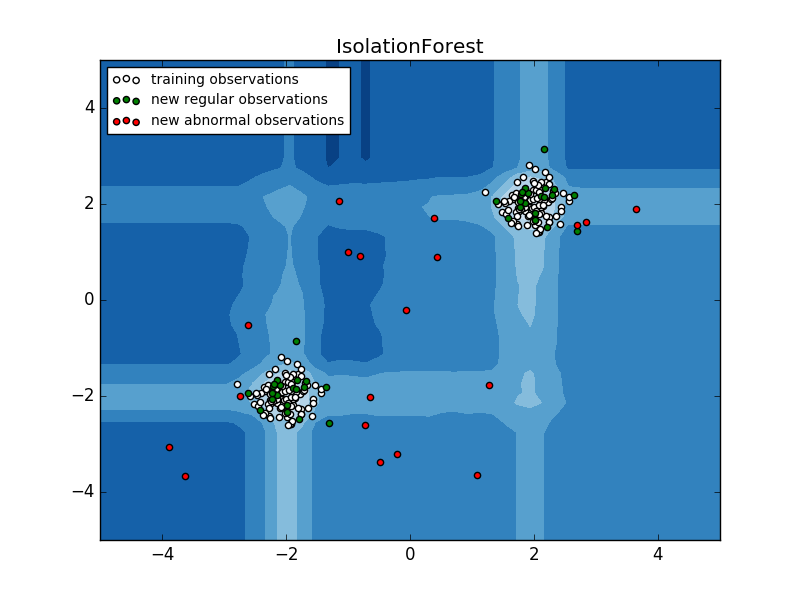 IsolationForest
training observations
new regular observations
new abnormal observations
4
2
0
−2
−4
−4 −2 0 2 4